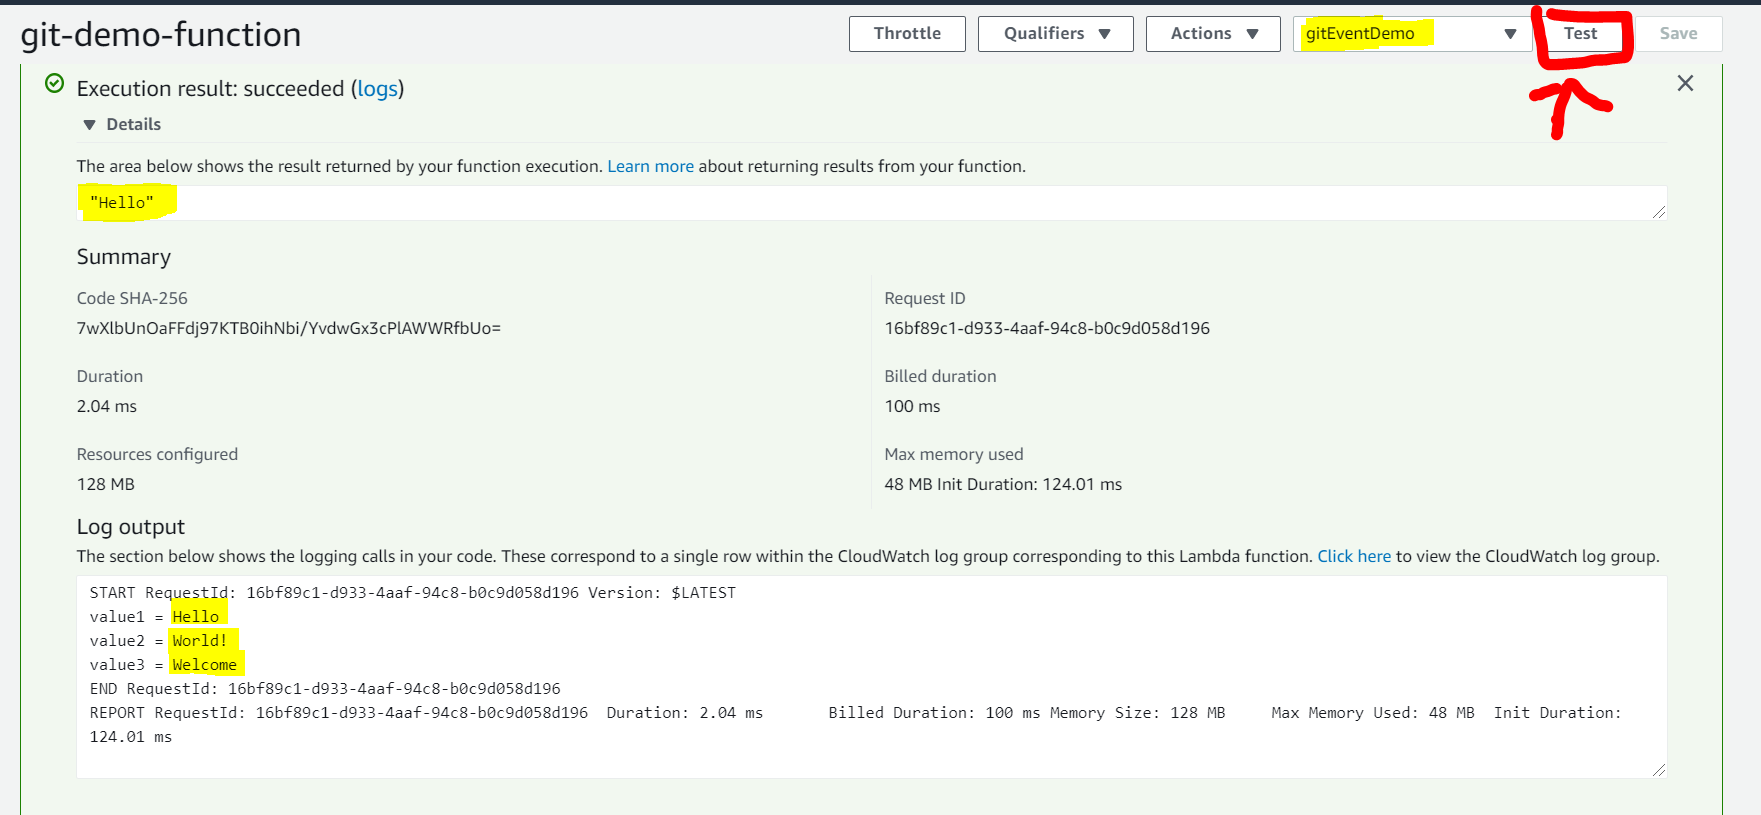 git-demo-function
Throttle
Qualifiers
Actions
gitEventDemo
Test
Save
Execution result: succeeded (logs)
Details
The area below shows the result returned by your function execution. Learn more about returning results from your function.
"Hello"
Summary
Code SHA-256
7wXlbUnOaFFdj97KTB0ihNbi/YvdwGx3cPlAWWRfbUo=
Request ID
16bf89c1-d933-4aaf-94c8-b0c9d058d196
Duration
2.04 ms
Billed duration
100 ms
Resources configured
128 MB
Max memory used
48 MB Init Duration: 124.01 ms
Log output
The section below shows the logging calls in your code. These correspond to a single row within the CloudWatch log group corresponding to this Lambda function. Click here to view the CloudWatch log group.
START RequestId: 16bf89c1-d933-4aaf-94c8-b0c9d058d196 Version: $LATEST
value1 = Hello
value2 = World!
value3 = Welcome
END RequestId: 16bf89c1-d933-4aaf-94c8-b0c9d058d196
REPORT RequestId: 16bf89c1-d933-4aaf-94c8-b0c9d058d196 Duration: 2.04 ms Billed Duration: 100 ms Memory Size: 128 MB Max Memory Used: 48 MB Init Duration:
124.01 ms